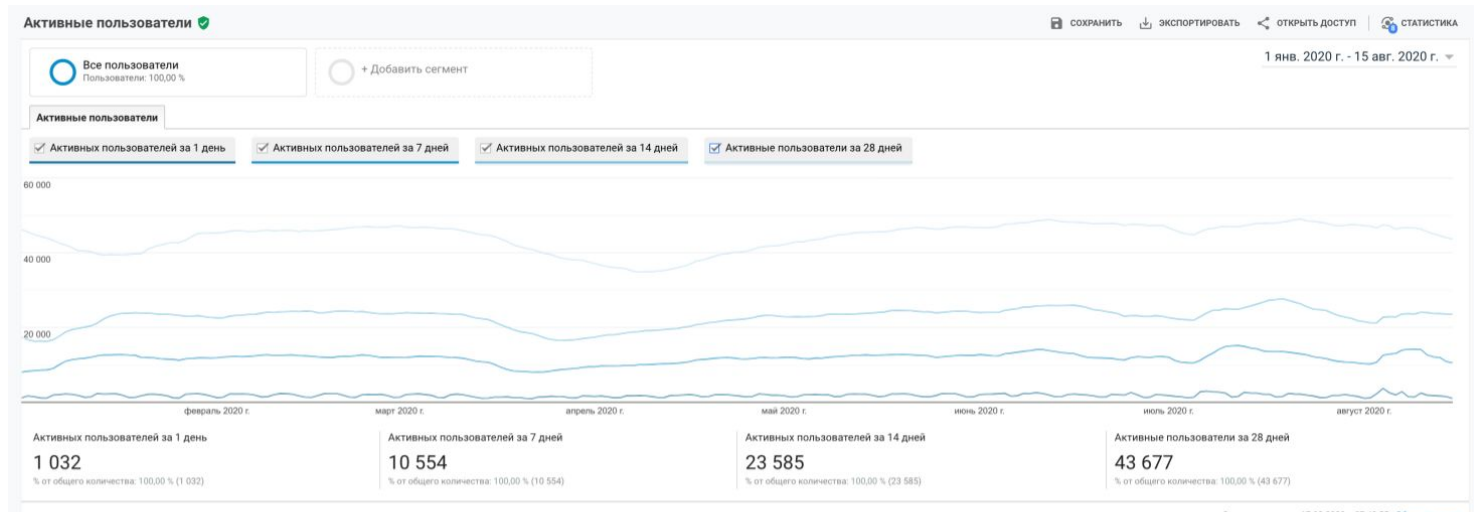 Активные пользователи
СОХРАНИТЬ ЭКСПОРТИРОВАТЬ ОТКРЫТЬ ДОСТУП СТАТИСТИКА
Все пользователи
Пользователи: 100,00 %
+ Добавить сегмент
1 янв. 2020 г. - 15 авг. 2020 г.
Активные пользователи
Активных пользователей за 1 день Активных пользователей за 7 дней Активных пользователей за 14 дней Активные пользователи за 28 дней
60 000
40 000
20 000
февраль 2020 г. март 2020 г. апрель 2020 г. май 2020 г. июнь 2020 г. июль 2020 г. август 2020 г.
Активных пользователей за 1 день Активных пользователей за 7 дней Активных пользователей за 14 дней Активные пользователи за 28 дней
1 032 10 554 23 585 43 677
% от общего количества: 100,00 % (1 032) % от общего количества: 100,00 % (10 554) % от общего количества: 100,00 % (23 585) % от общего количества: 100,00 % (43 677)